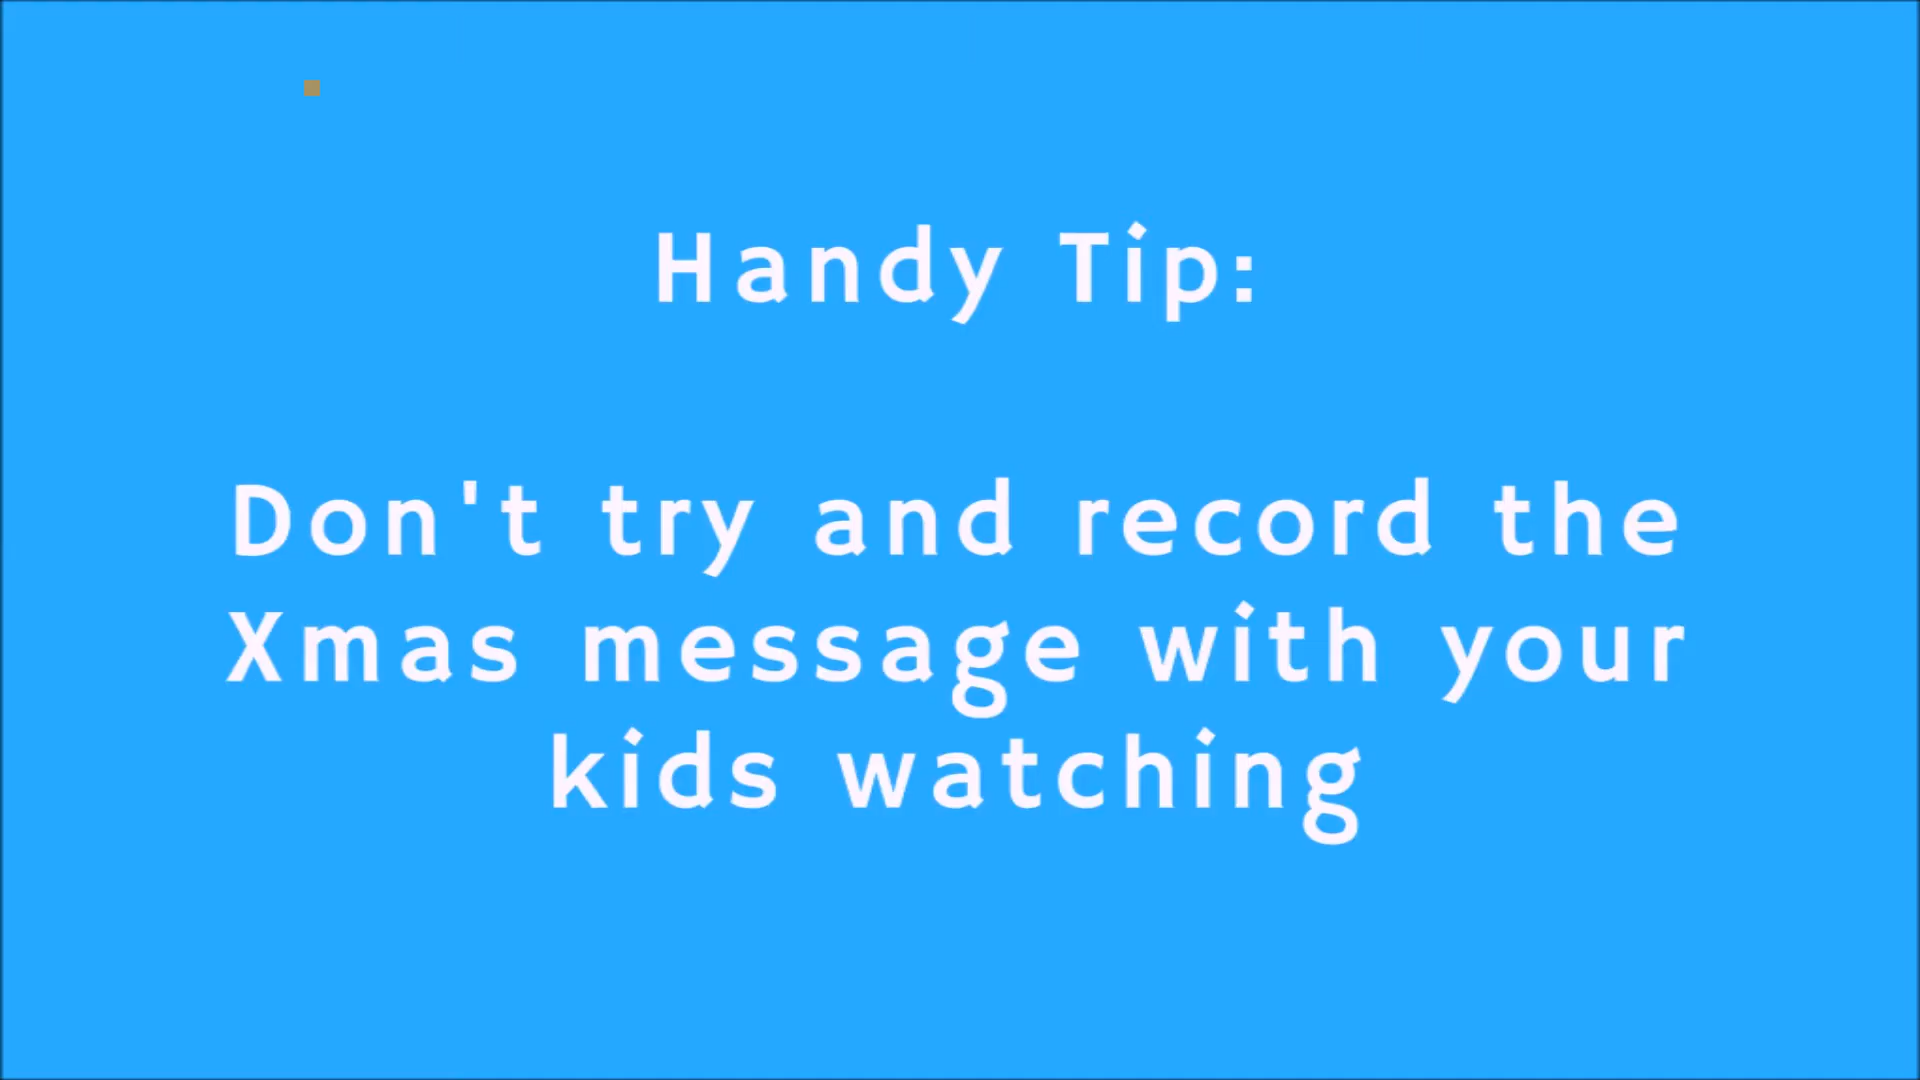 Handy Tip:
Don't try and record the
Xmas message with your
kids watching